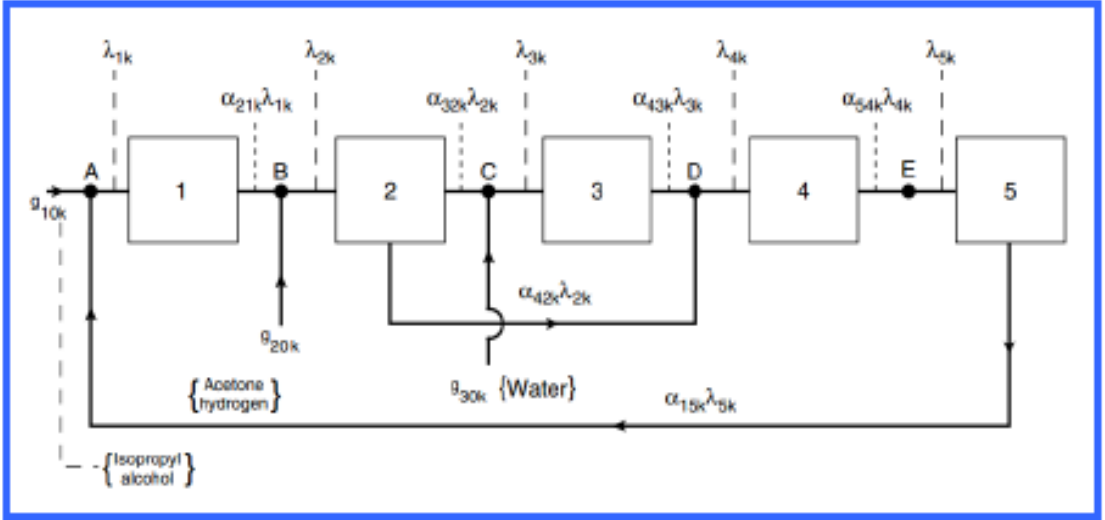 λ1k λ2k λ3k λ4k λ5k
α21kλ1k α32kλ2k α43kλ3k α54kλ4k
A B C D E
1 2 3 4 5
g10k
α42kλ2k
g20k
{Acetone
hydrogen}
g30k {Water}
α15kλ5k
{Isopropyl
alcohol}